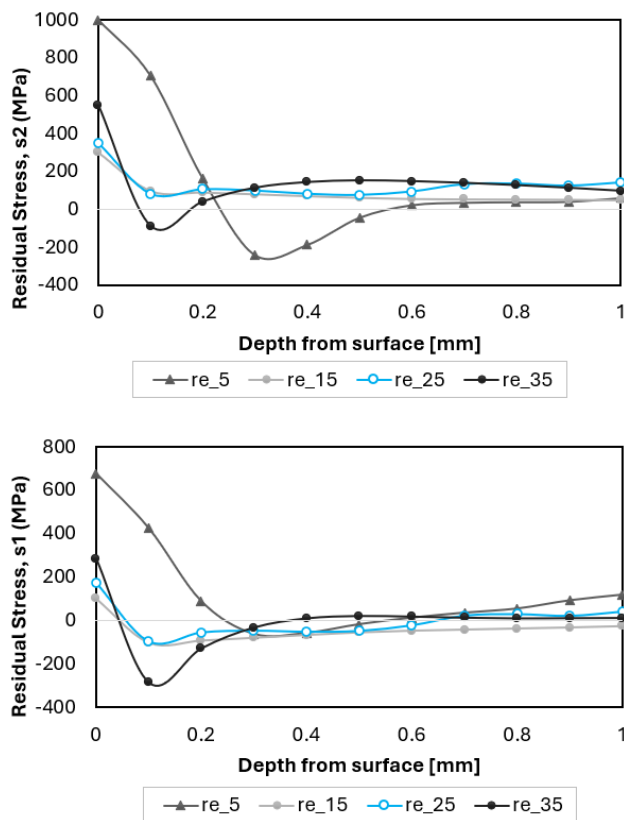 Residual Stress, s2 (MPa)
1000
800
600
400
200
0
-200
-400
0 0.2 0.4 0.6 0.8 1
Depth from surface [mm]
re_5 re_15 re_25 re_35
Residual Stress, s1 (MPa)
800
600
400
200
0
-200
-400
0 0.2 0.4 0.6 0.8 1
Depth from surface [mm]
re_5 re_15 re_25 re_35